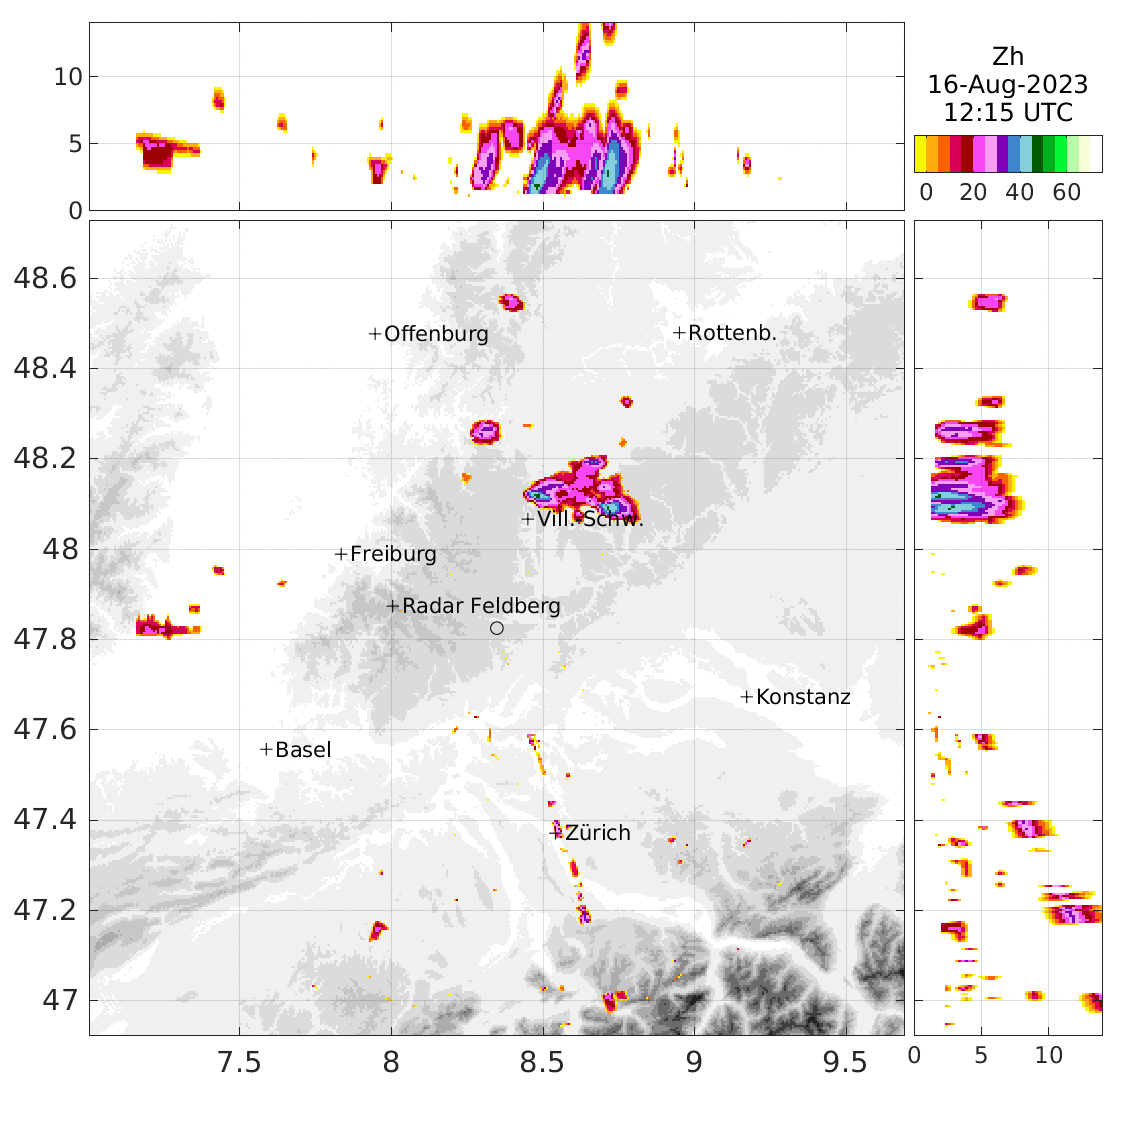 10
5
0
Zh
16-Aug-2023
12:15 UTC
0 20 40 60
48.6
48.4
48.2
48
47.8
47.6
47.4
47.2
47
+Offenburg
+Rottenb.
+Vill.-Schw.
+Freiburg
+Radar Feldberg
+Konstanz
+Basel
+Zürich
7.5 8 8.5 9 9.5
0 5 10